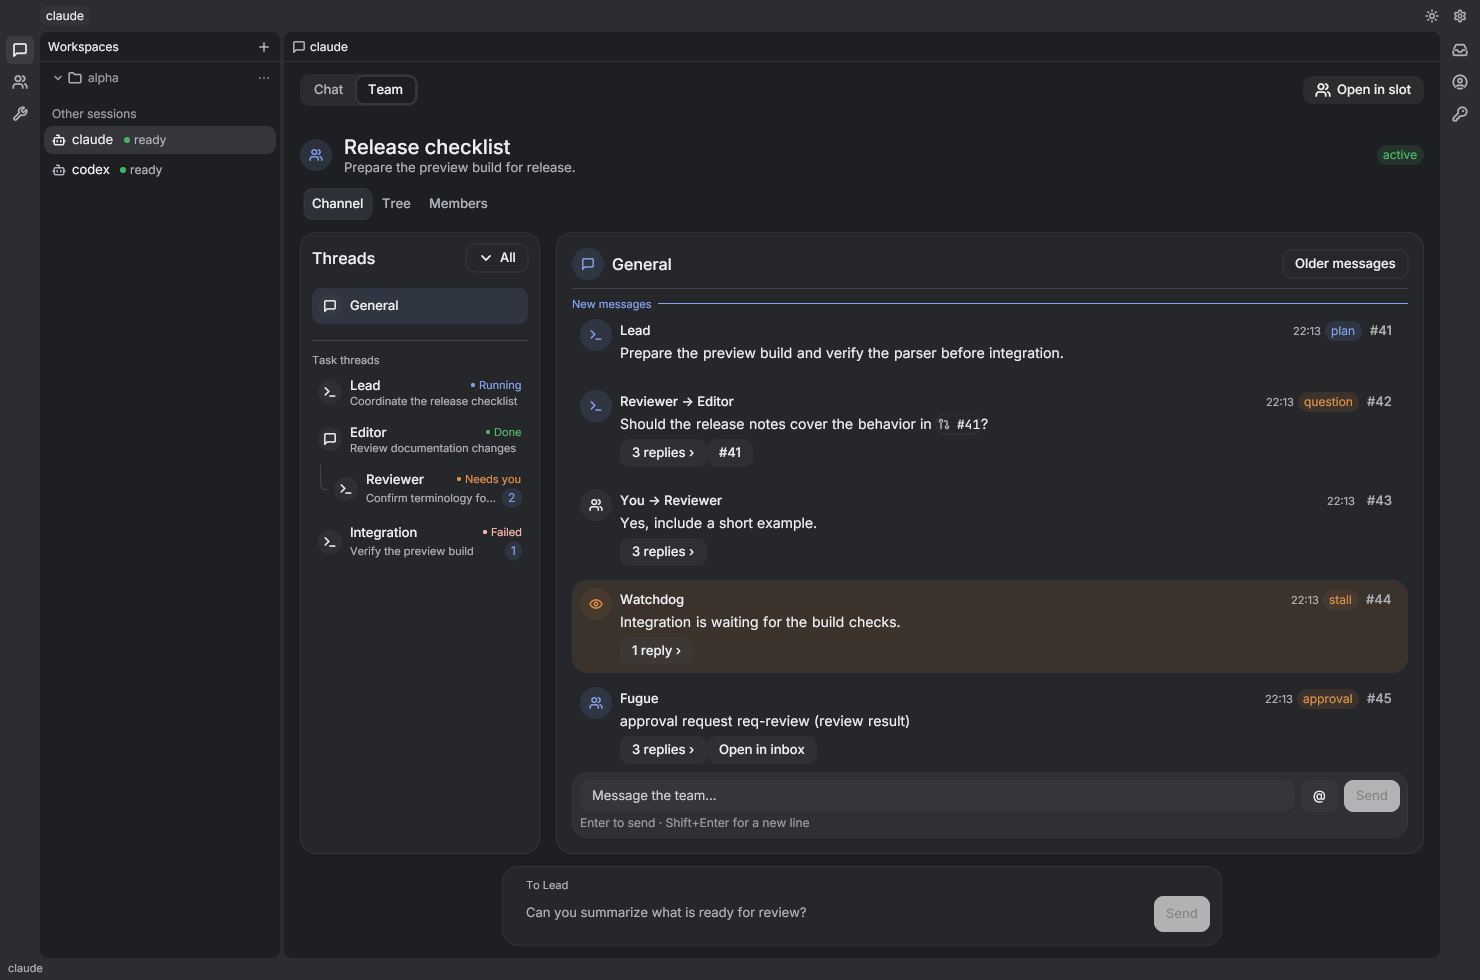 claude
Workspaces
claude
alpha
Other sessions
claude ready
codex ready
Chat Team
Open in slot
Release checklist
Prepare the preview build for release.
active
Channel Tree Members
Threads
All
General
Task threads
Lead Running
Coordinate the release checklist
Editor Done
Review documentation changes
Reviewer Needs you
Confirm terminology fo... 2
Integration Failed
Verify the preview build 1
General
Older messages
New messages
Lead 22:13 plan #41
Prepare the preview build and verify the parser before integration.
Reviewer → Editor 22:13 question #42
Should the release notes cover the behavior in #41?
3 replies › #41
You → Reviewer 22:13 #43
Yes, include a short example.
3 replies ›
Watchdog 22:13 stall #44
Integration is waiting for the build checks.
1 reply ›
Fugue 22:13 approval #45
approval request req-review (review result)
3 replies › Open in inbox
Message the team... @ Send
Enter to send · Shift+Enter for a new line
To Lead
Can you summarize what is ready for review?
Send
claude